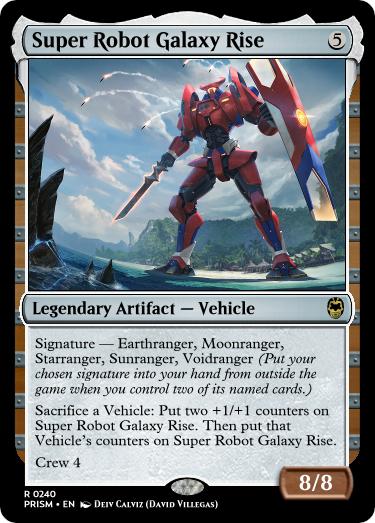 Super Robot Galaxy Rise 5
Legendary Artifact — Vehicle
Signature — Earthranger, Moonranger,
Starranger, Sunranger, Voidranger (Put your
chosen signature into your hand from outside the
game when you control two of its named cards.)
Sacrifice a Vehicle: Put two +1/+1 counters on
Super Robot Galaxy Rise. Then put that
Vehicle's counters on Super Robot Galaxy Rise.
Crew 4
8/8
R 0240
PRISM • EN Deiv Calviz (David Villegas)